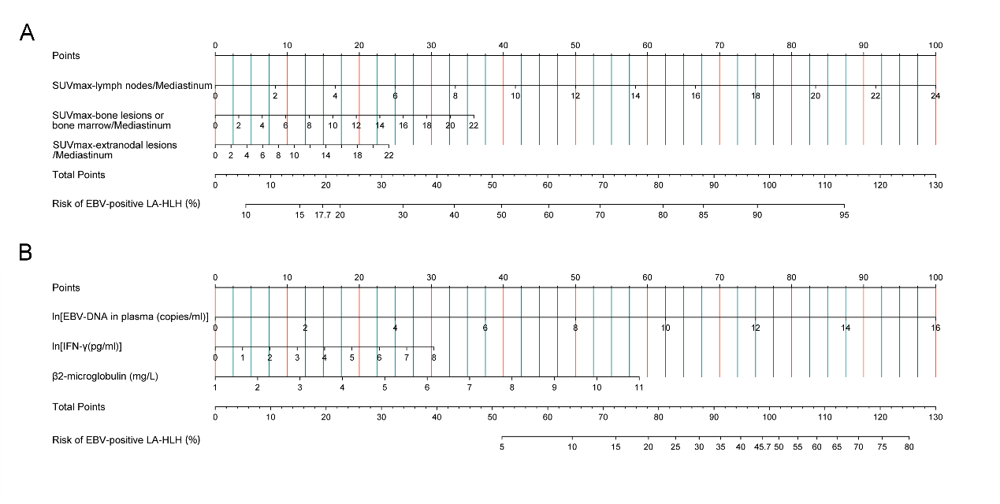 A
0 10 20 30 40 50 60 70 80 90 100
Points
SUVmax-lymph nodes/Mediastinum
0 2 4 6 8 10 12 14 16 18 20 22 24
SUVmax-bone lesions or
bone marrow/Mediastinum
0 2 4 6 8 10 12 14 16 18 20 22
SUVmax-extranodal lesions
/Mediastinum
0 2 4 6 8 10 14 18 22
Total Points
0 10 20 30 40 50 60 70 80 90 100 110 120 130
Risk of EBV-positive LA-HLH (%)
10 15 17.7 20 30 40 50 60 70 80 85 90 95
B
0 10 20 30 40 50 60 70 80 90 100
Points
ln[EBV-DNA in plasma (copies/ml)]
0 2 4 6 8 10 12 14 16
ln[IFN-γ(pg/ml)]
0 1 2 3 4 5 6 7 8
β2-microglobulin (mg/L)
1 2 3 4 5 6 7 8 9 10 11
Total Points
0 10 20 30 40 50 60 70 80 90 100 110 120 130
Risk of EBV-positive LA-HLH (%)
5 10 15 20 25 30 35 40 45.7 50 55 60 65 70 75 80